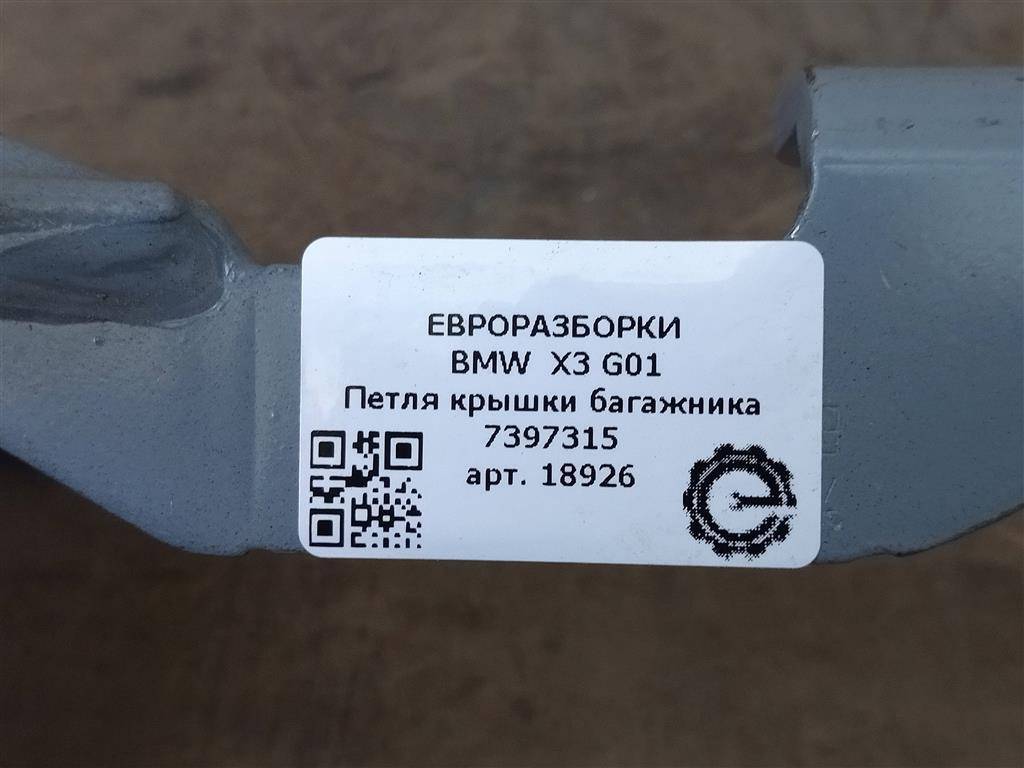 ЕВРОРАЗБОРКИ
BMW X3 G01
Петля крышки багажника
7397315
арт. 18926